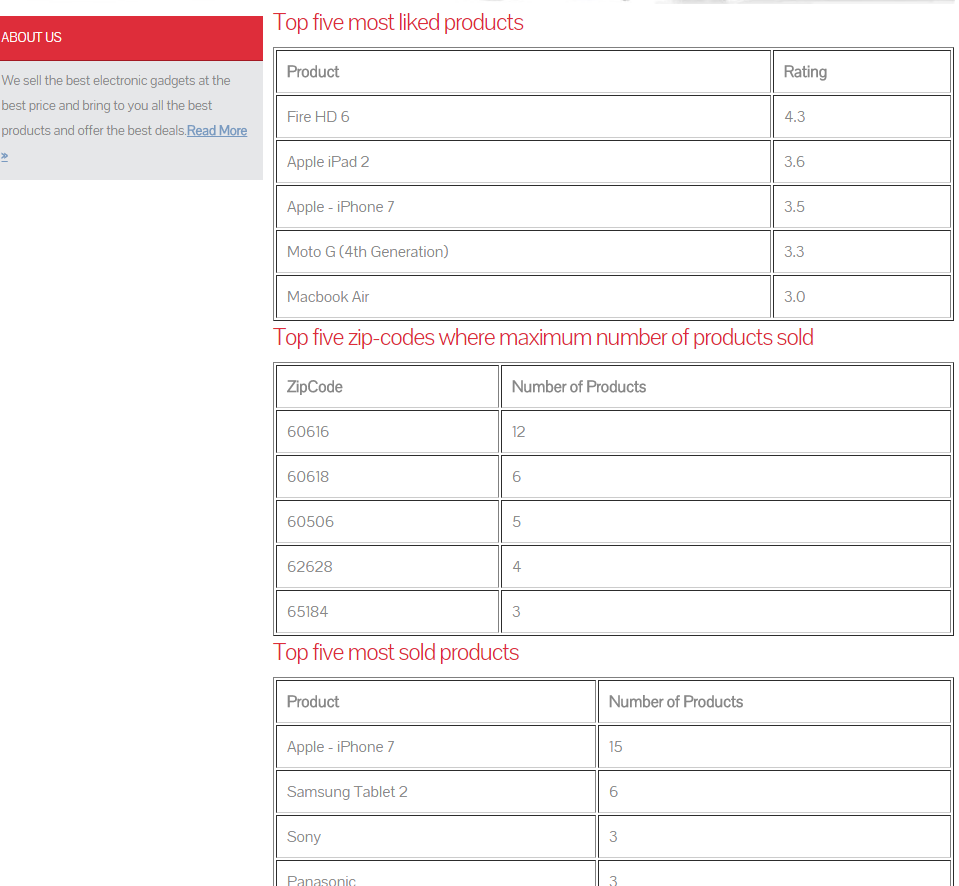 ABOUT US
We sell the best electronic gadgets at the
best price and bring to you all the best
products and offer the best deals.Read More
»
Top five most liked products
Product Rating
Fire HD 6 4.3
Apple iPad 2 3.6
Apple - iPhone 7 3.5
Moto G (4th Generation) 3.3
Macbook Air 3.0
Top five zip-codes where maximum number of products sold
ZipCode Number of Products
60616 12
60618 6
60506 5
62628 4
65184 3
Top five most sold products
Product Number of Products
Apple - iPhone 7 15
Samsung Tablet 2 6
Sony 3
Panasonic 3